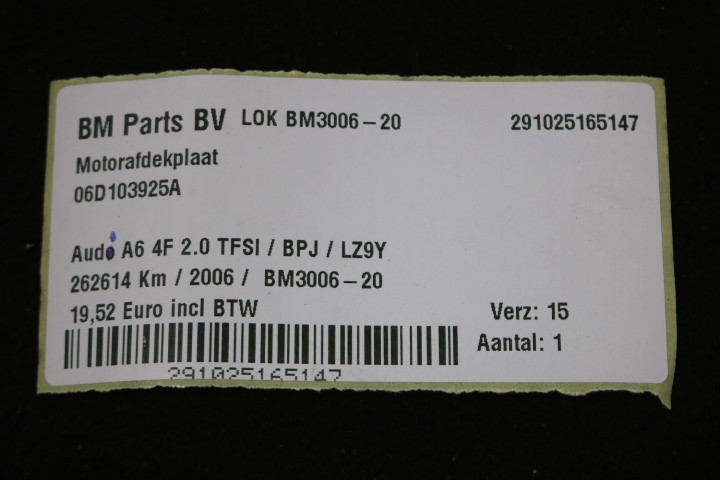 BM Parts BV LOK BM3006-20 291025165147
Motorafdekplaat
06D103925A
Audi A6 4F 2.0 TFSI / BPJ / LZ9Y
262614 Km / 2006 / BM3006-20
19,52 Euro incl BTW Verz: 15
Aantal: 1
291025165147